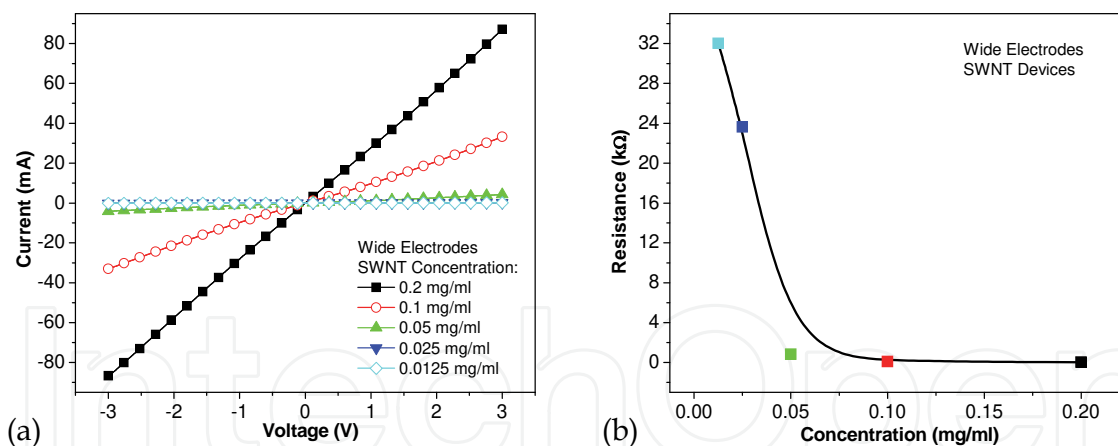 80
60
40
20
0
-20
-40
-60
-80
Current (mA)
-3
-2
-1
0
1
2
3
Voltage (V)
Wide Electrodes
SWNT Concentration:
0.2 mg/ml
0.1 mg/ml
0.05 mg/ml
0.025 mg/ml
0.0125 mg/ml
(a)
32
28
24
20
16
12
8
4
0
Resistance (kΩ)
0.00
0.05
0.10
0.15
0.20
Concentration (mg/ml)
Wide Electrodes
SWNT Devices
(b)